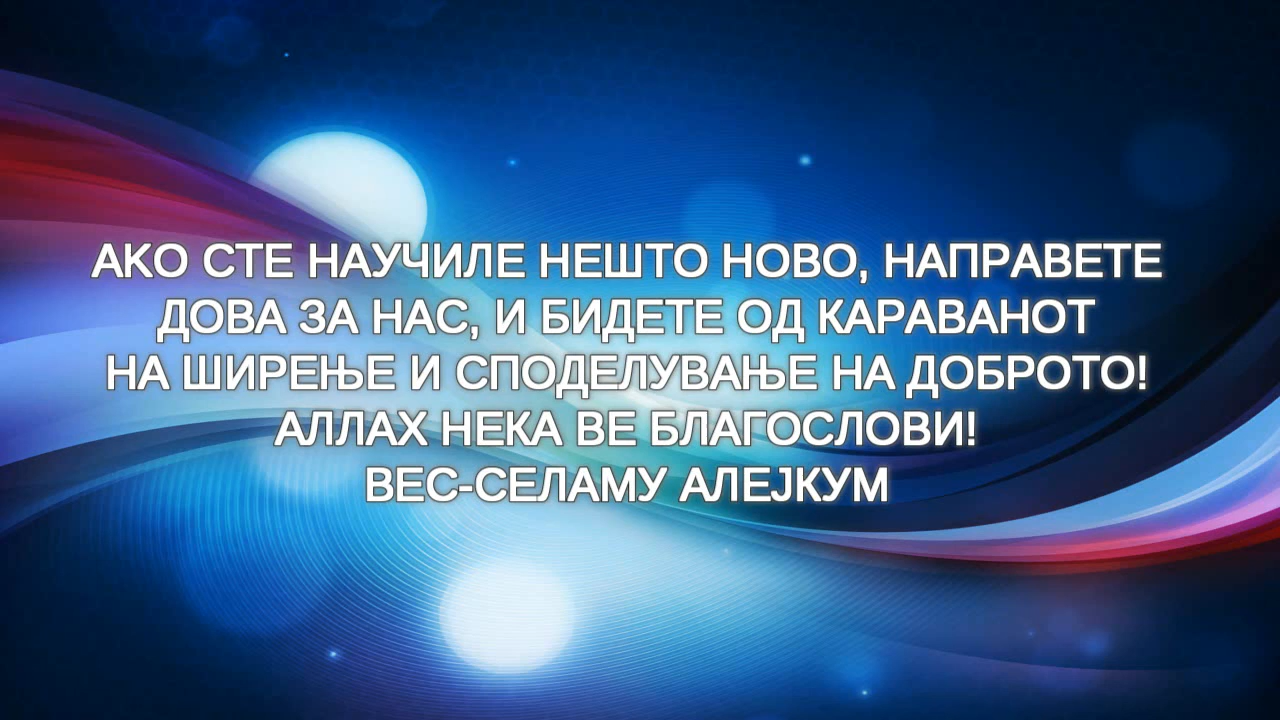 АКО СТЕ НАУЧИЛЕ НЕШТО НОВО, НАПРАВЕТЕ
ДОВА ЗА НАС, И БИДЕТЕ ОД КАРАВАНОТ
НА ШИРЕЊЕ И СПОДЕЛУВАЊЕ НА ДОБРОТО!
АЛЛАХ НЕКА ВЕ БЛАГОСЛОВИ!
ВЕС-СЕЛАМУ АЛЕЈКУМ